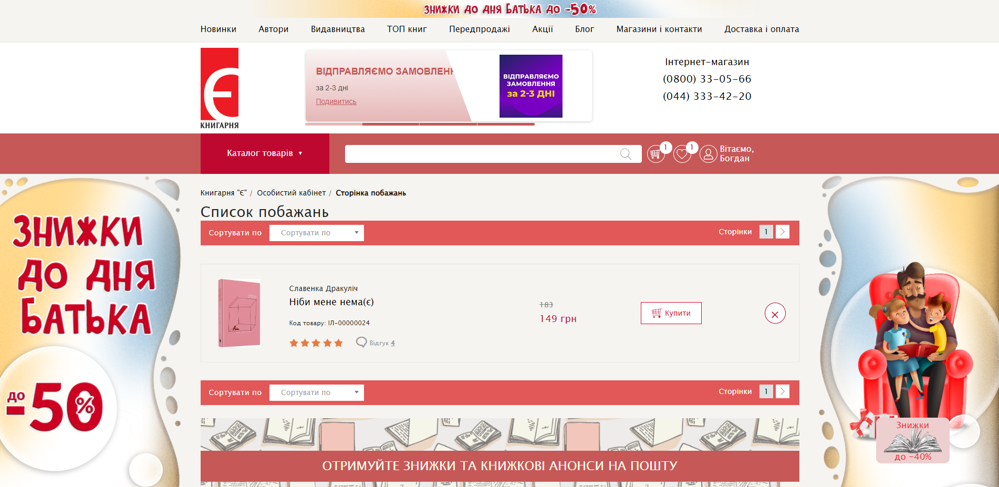 ЗНИЖКИ ДО ДНЯ БАТЬКА ДО -50%
Новинки Автори Видавництва ТОП книг Передпродажі Акції Блог Магазини і контакти Доставка і оплата
Є
КНИГАРНЯ
ВІДПРАВЛЯЄМО ЗАМОВЛЕНН
за 2-3 дні
Подивитись
ВІДПРАВЛЯЄМО
ЗАМОВЛЕННЯ
за 2-3 ДНІ
Інтернет-магазин
(0800) 33-05-66
(044) 333-42-20
Каталог товарів ▼
1
1
Вітаємо,
Богдан
Книгарня "Є" / Особистий кабінет / Сторінка побажань
Список побажань
Сортувати по Сортувати по Сторінки 1
Славенка Дракуліч
Ніби мене нема(є)
Код товару: ІЛ-00000024
Відгук 4
183
149 грн
Купити
Сортувати по Сортувати по Сторінки 1
ОТРИМУЙТЕ ЗНИЖКИ ТА КНИЖКОВІ АНОНСИ НА ПОШТУ
ЗНИЖКИ
ДО ДНЯ
БАТЬКА
ДО
-50%
Знижки
до -40%